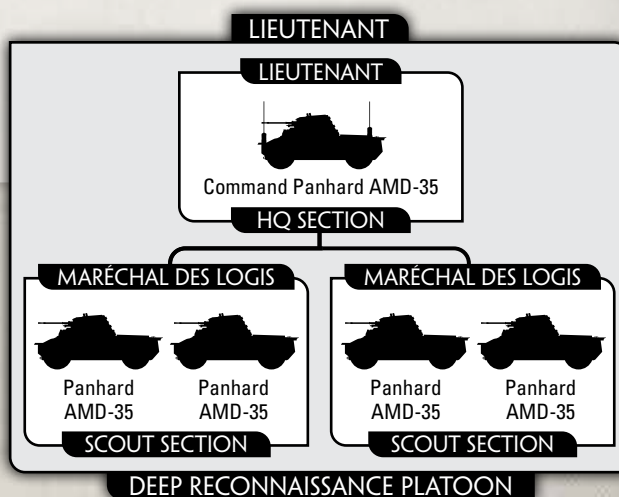 LIEUTENANT
LIEUTENANT
Command Panhard AMD-35
HQ SECTION
MARÉCHAL DES LOGIS
Panhard AMD-35
Panhard AMD-35
SCOUT SECTION
MARÉCHAL DES LOGIS
Panhard AMD-35
Panhard AMD-35
SCOUT SECTION
DEEP RECONNAISSANCE PLATOON